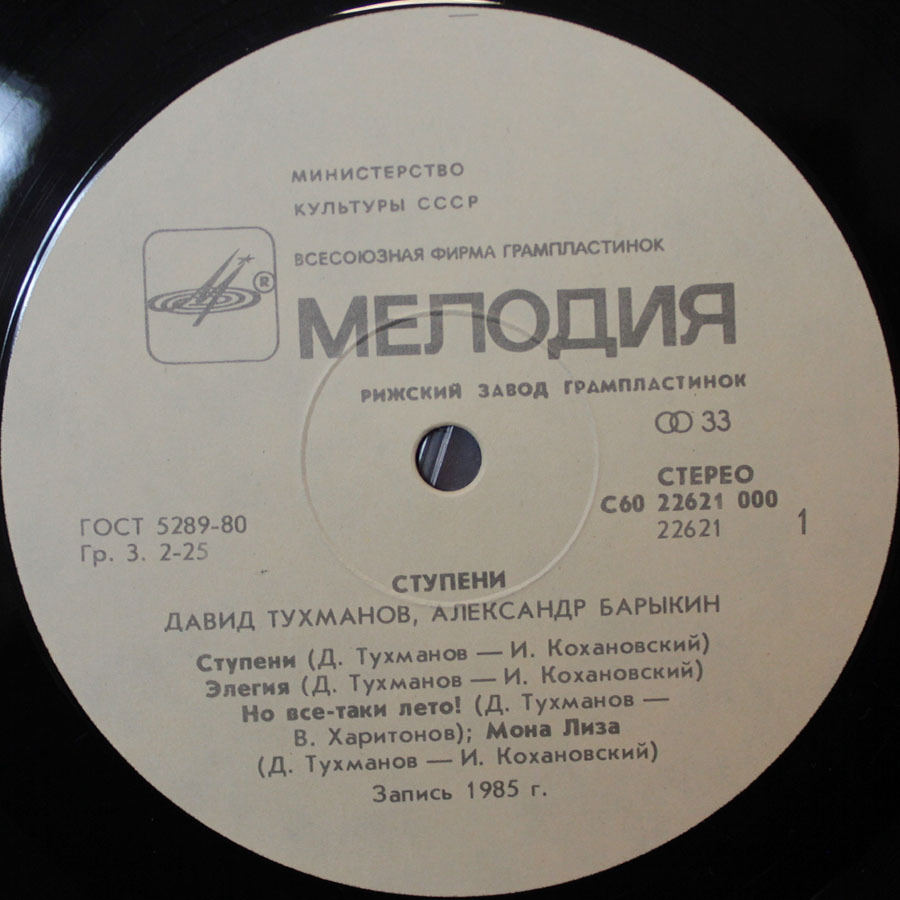 МИНИСТЕРСТВО
КУЛЬТУРЫ СССР
ВСЕСОЮЗНАЯ ФИРМА ГРАМПЛАСТИНОК
®
МЕЛОДИЯ
РИЖСКИЙ ЗАВОД ГРАМПЛАСТИНОК
33
СТЕРЕО
С60 22621 000
22621
1
ГОСТ 5289-80
Гр. 3. 2-25
СТУПЕНИ
ДАВИД ТУХМАНОВ, АЛЕКСАНДР БАРЫКИН
Ступени (Д. Тухманов — И. Кохановский)
Элегия (Д. Тухманов — И. Кохановский)
Но все-таки лето! (Д. Тухманов —
В. Харитонов); Мона Лиза
(Д. Тухманов — И. Кохановский)
Запись 1985 г.